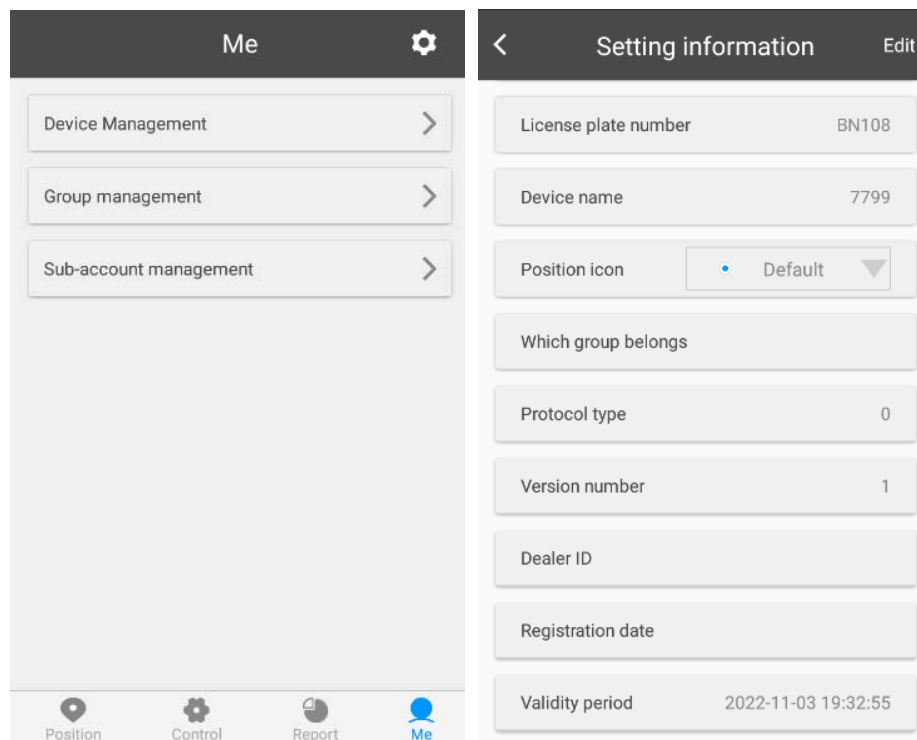 Me
Device Management
Group management
Sub-account management
Position
Control
Report
Me
Setting information
Edit
License plate number BN108
Device name 7799
Position icon Default
Which group belongs
Protocol type 0
Version number 1
Dealer ID
Registration date
Validity period 2022-11-03 19:32:55